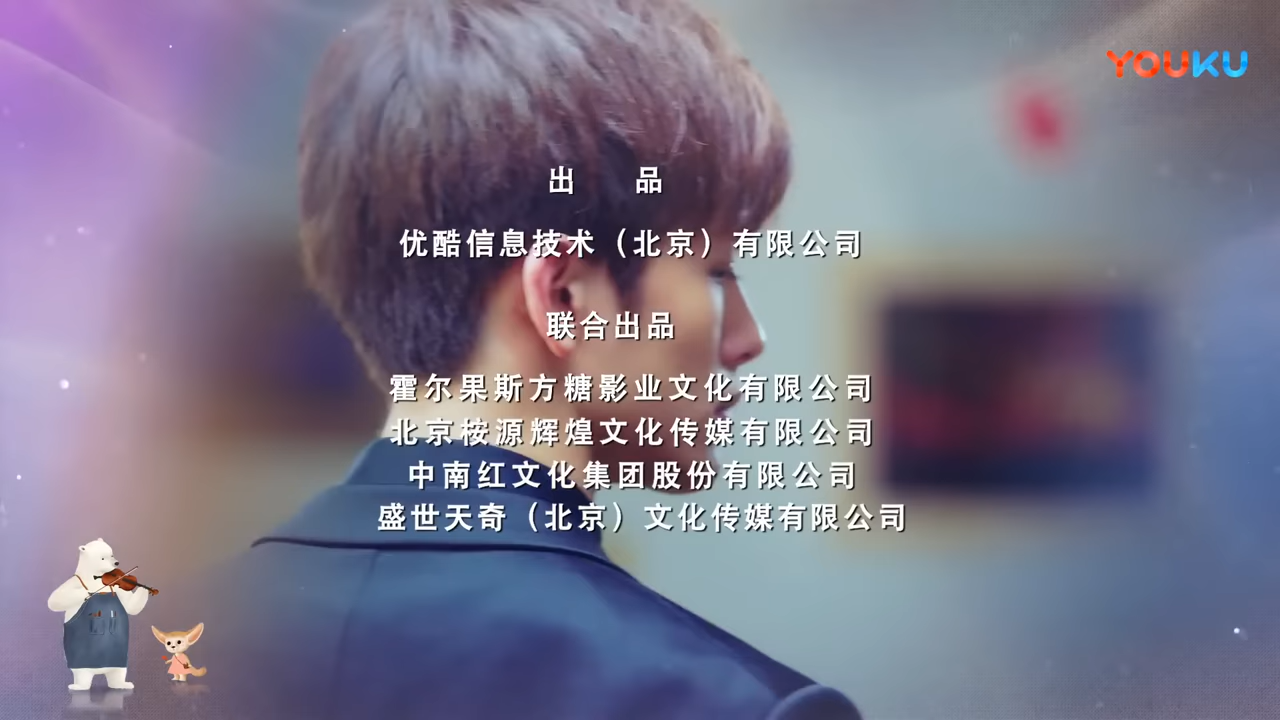 YOUKU
出 品
优酷信息技术（北京）有限公司
联合出品
霍尔果斯方糖影业文化有限公司
北京桉源辉煌文化传媒有限公司
中南红文化集团股份有限公司
盛世天奇（北京）文化传媒有限公司